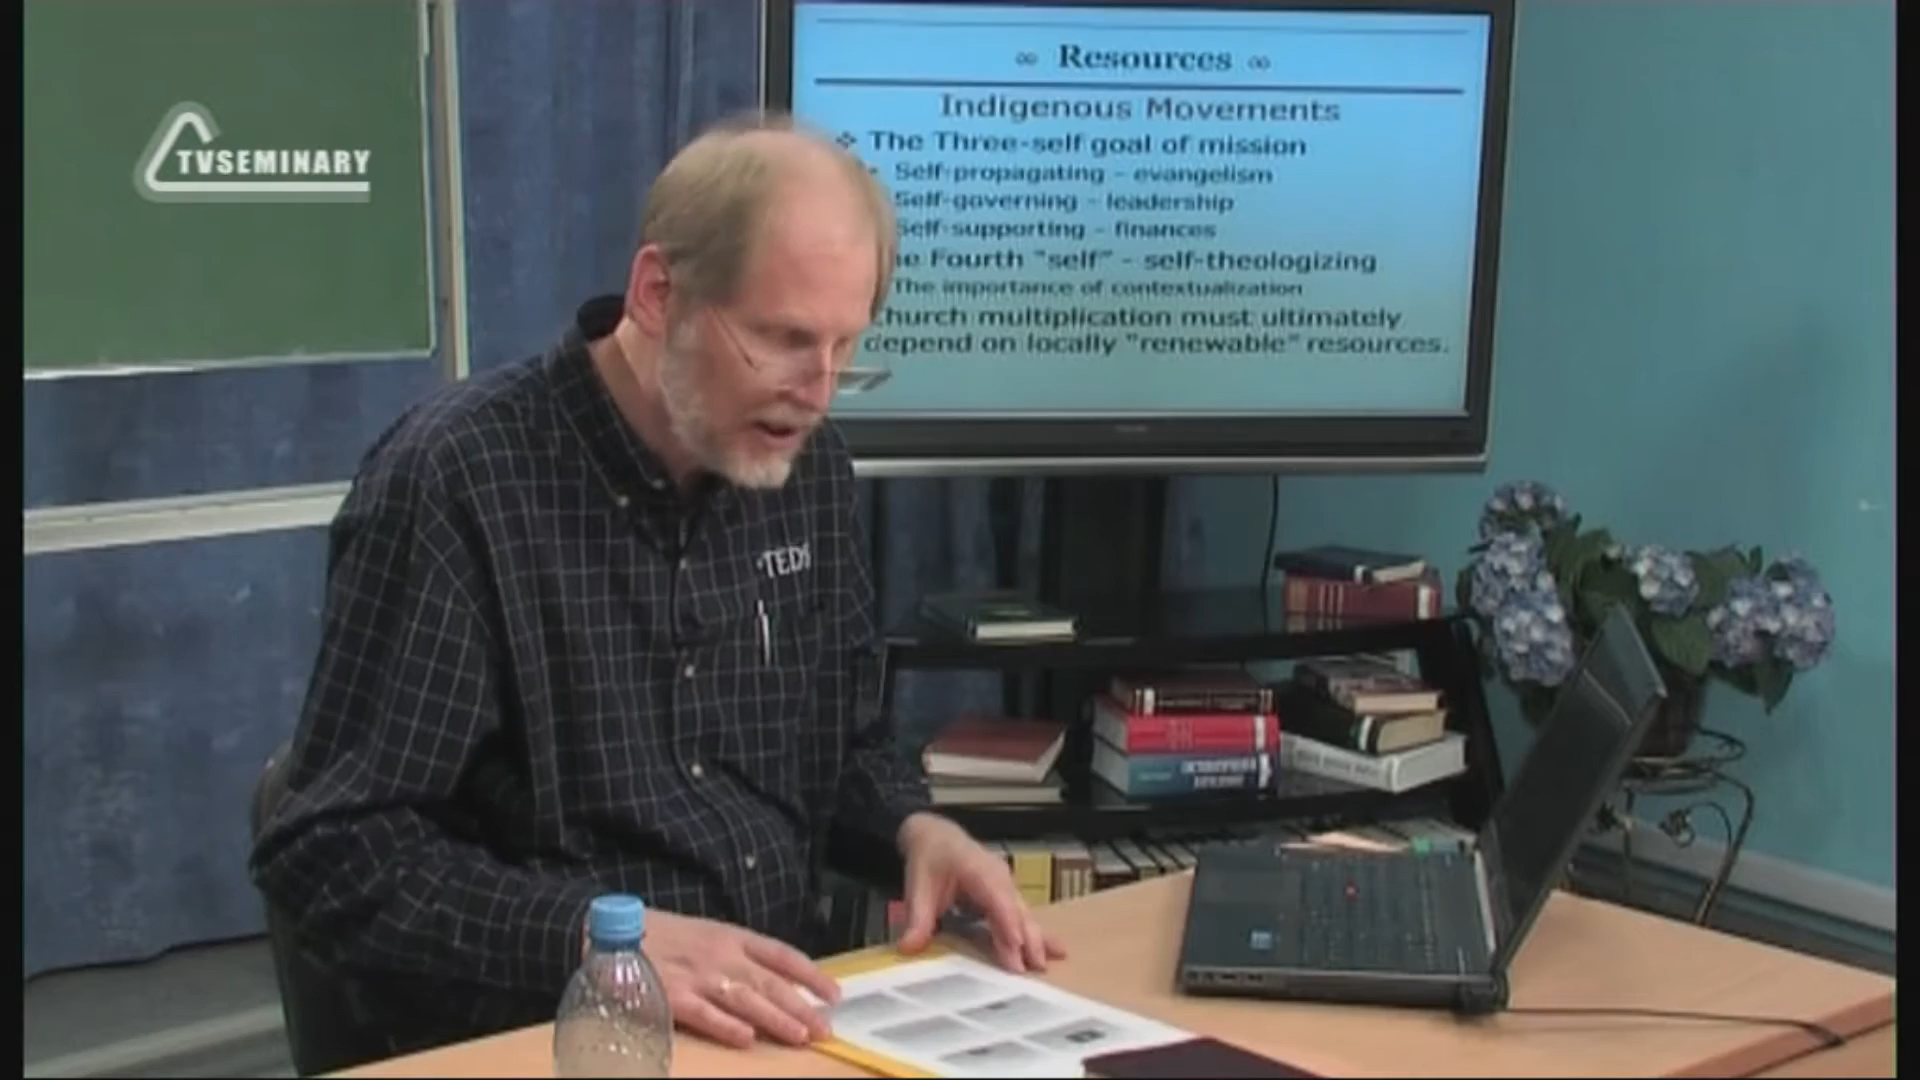 TVSEMINARY
∞ Resources ∞
Indigenous Movements
❖ The Three-self goal of mission
Self-propagating – evangelism
Self-governing – leadership
Self-supporting – finances
he Fourth "self" – self-theologizing
The importance of contextualization
Church multiplication must ultimately
depend on locally "renewable" resources.
TEDS